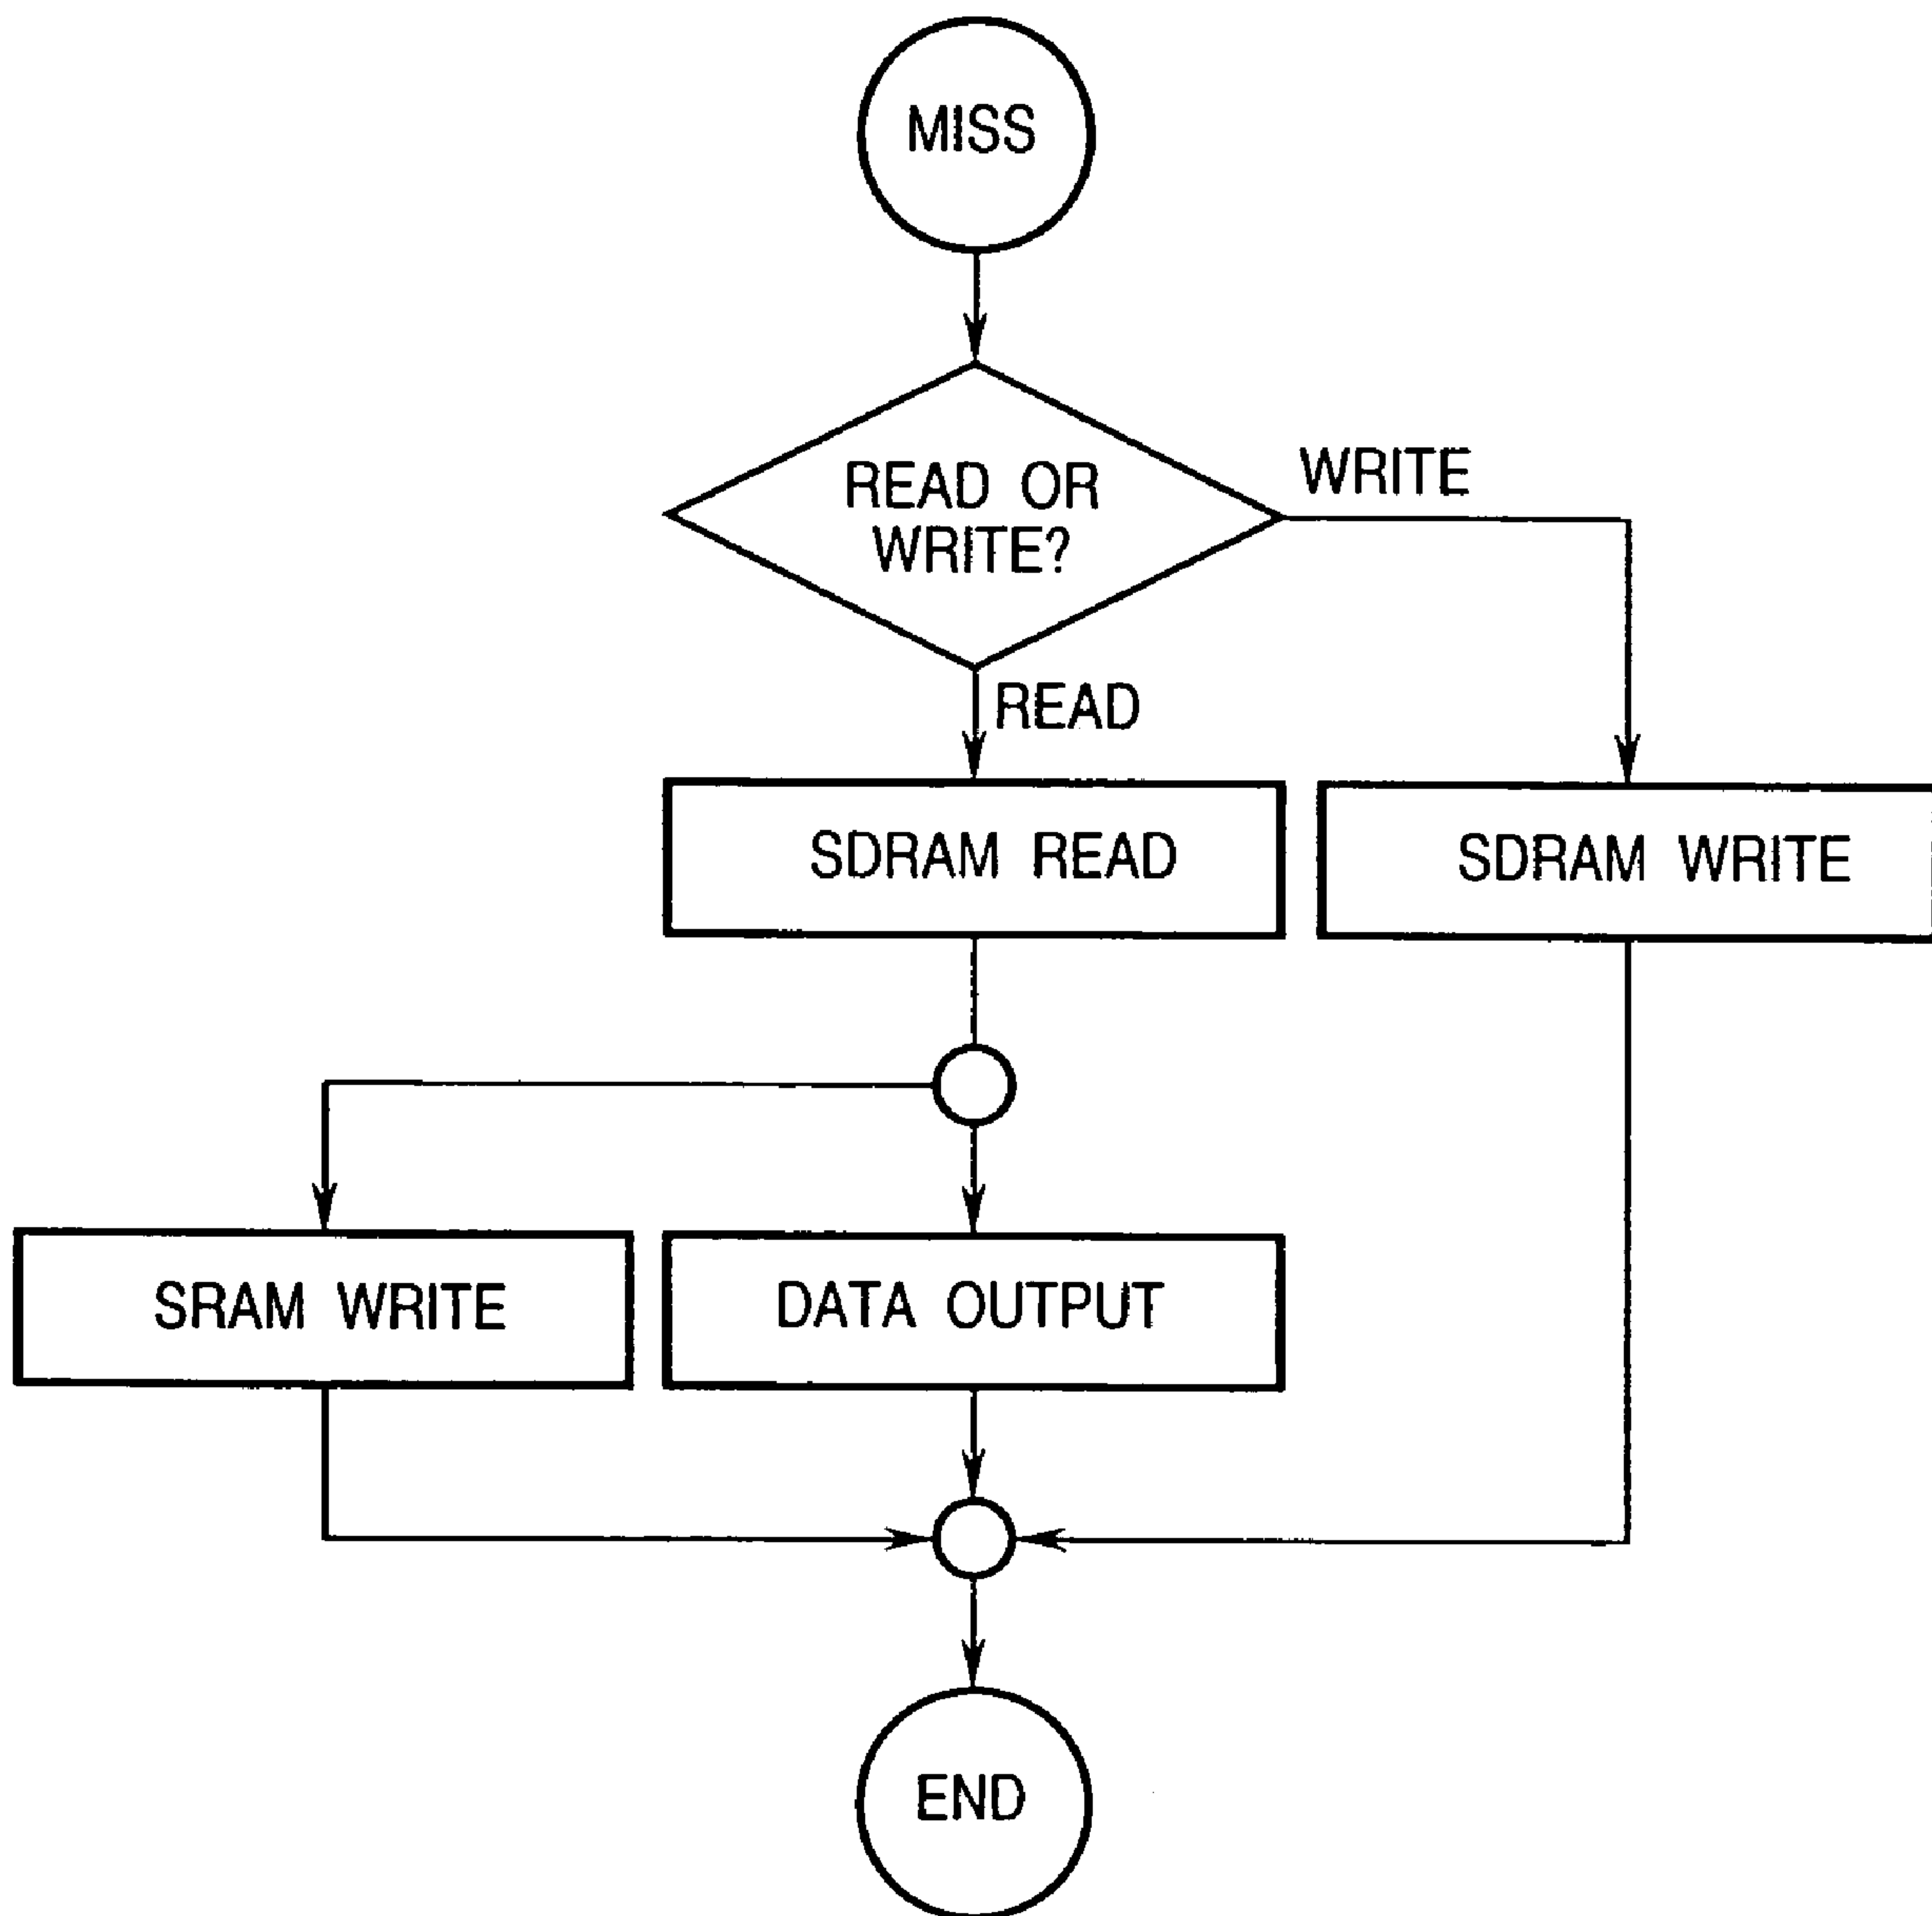 MISS
READ OR
WRITE?
WRITE
READ
SDRAM READ
SDRAM WRITE
SRAM WRITE
DATA OUTPUT
END